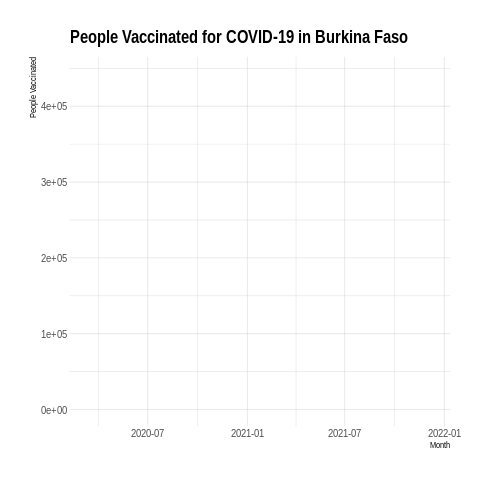 People Vaccinated for COVID-19 in Burkina Faso
People Vaccinated
4e+05
3e+05
2e+05
1e+05
0e+00
2020-07 2021-01 2021-07 2022-01
Month